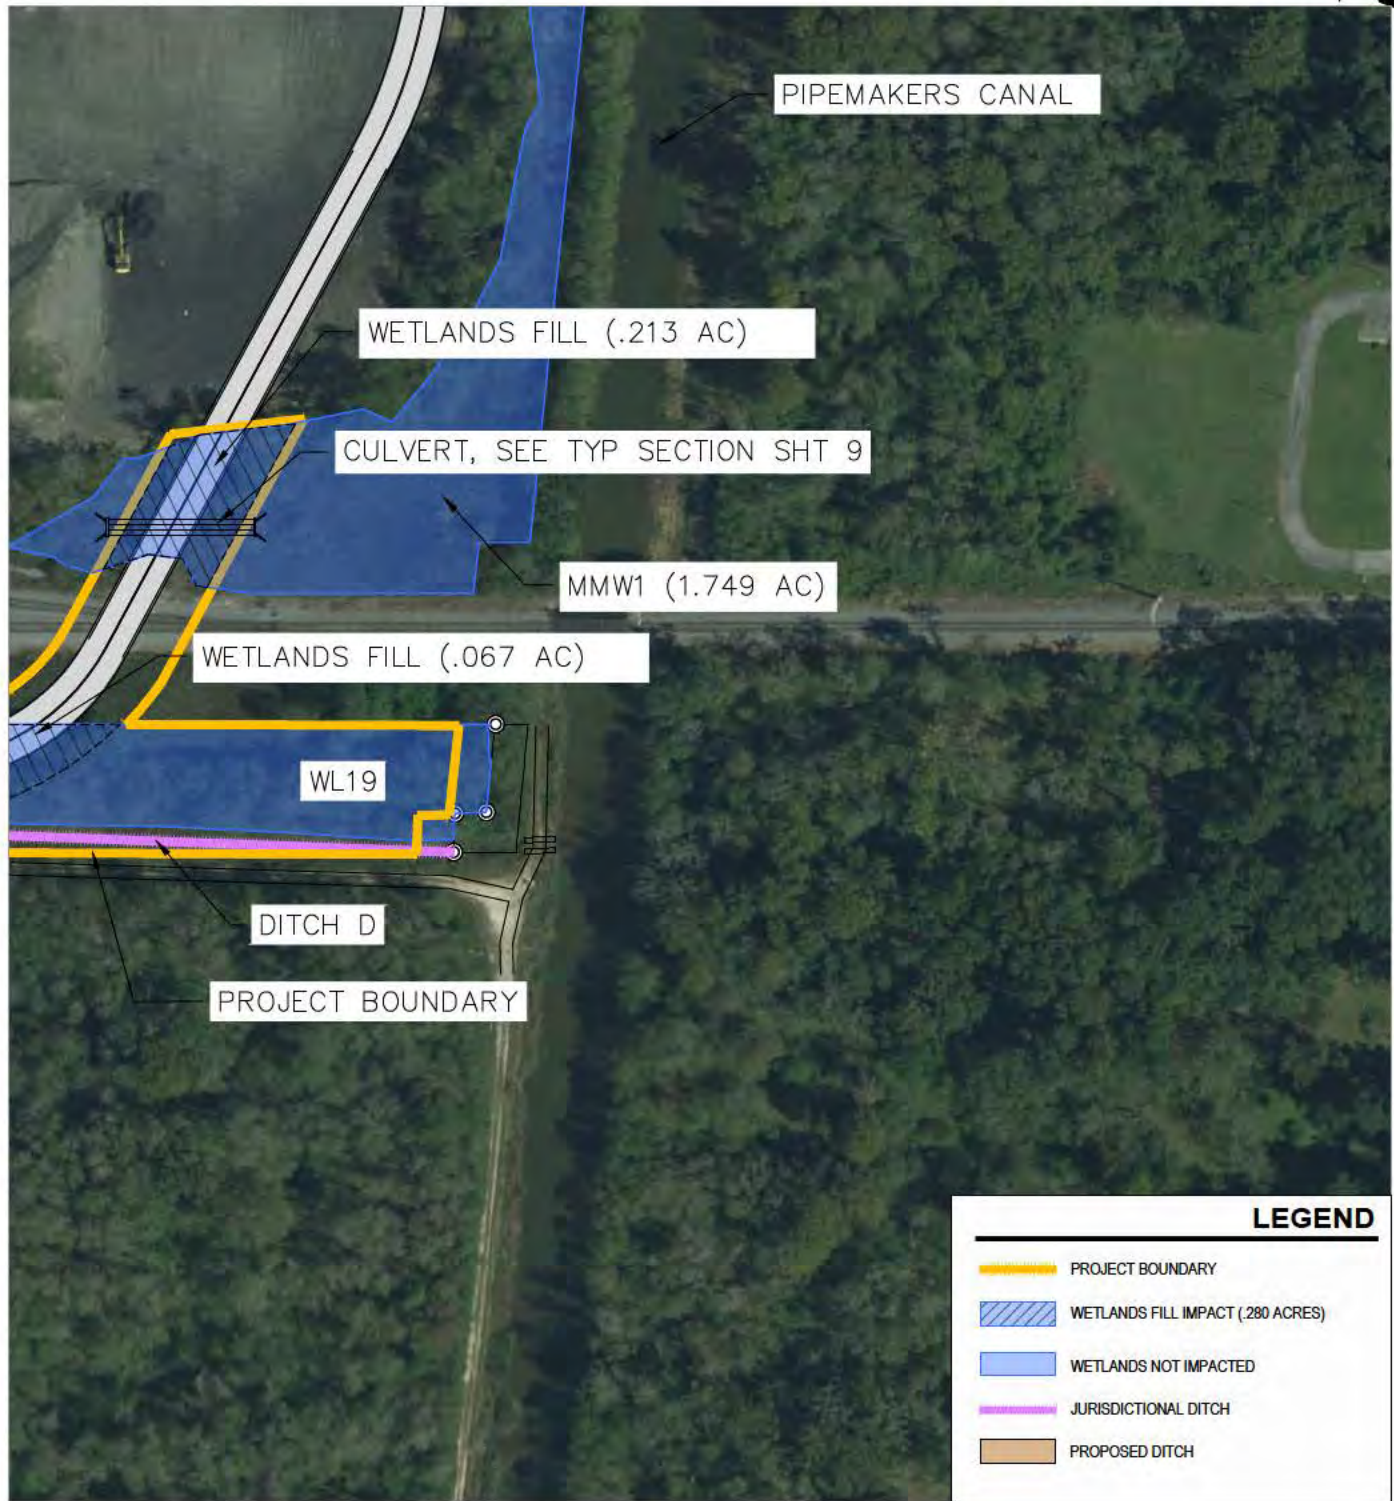 PIPEMAKERS CANAL
WETLANDS FILL (.213 AC)
CULVERT, SEE TYP SECTION SHT 9
MMW1 (1.749 AC)
WETLANDS FILL (.067 AC)
WL19
DITCH D
PROJECT BOUNDARY
LEGEND
PROJECT BOUNDARY
WETLANDS FILL IMPACT (.280 ACRES)
WETLANDS NOT IMPACTED
JURISDICTIONAL DITCH
PROPOSED DITCH